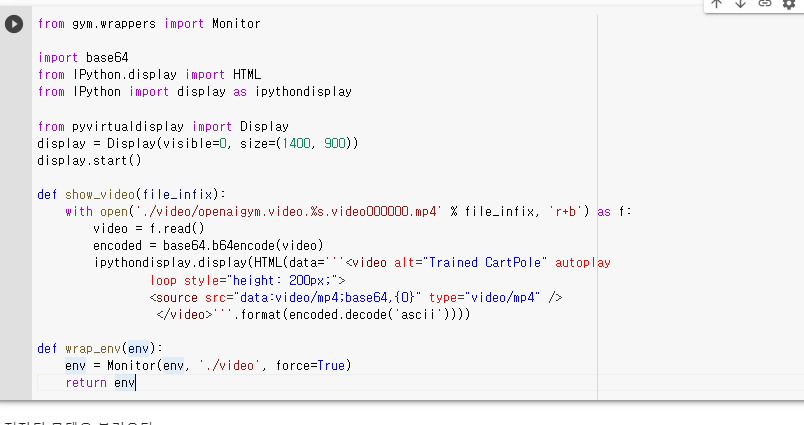 from gym.wrappers import Monitor
import base64
from IPython.display import HTML
from IPython import display as ipythondisplay
from pyvirtualdisplay import Display
display = Display(visible=0, size=(1400, 900))
display.start()
def show_video(file_infix):
    with open('./video/openaigym.video.%s.video000000.mp4' % file_infix, 'r+b') as f:
        video = f.read()
        encoded = base64.b64encode(video)
        ipythondisplay.display(HTML(data='''<video alt="Trained CartPole" autoplay
                loop style="height: 200px;">
                <source src="data:video/mp4;base64,{0}" type="video/mp4" />
                 </video>'''.format(encoded.decode('ascii'))))
def wrap_env(env):
    env = Monitor(env, './video', force=True)
    return env